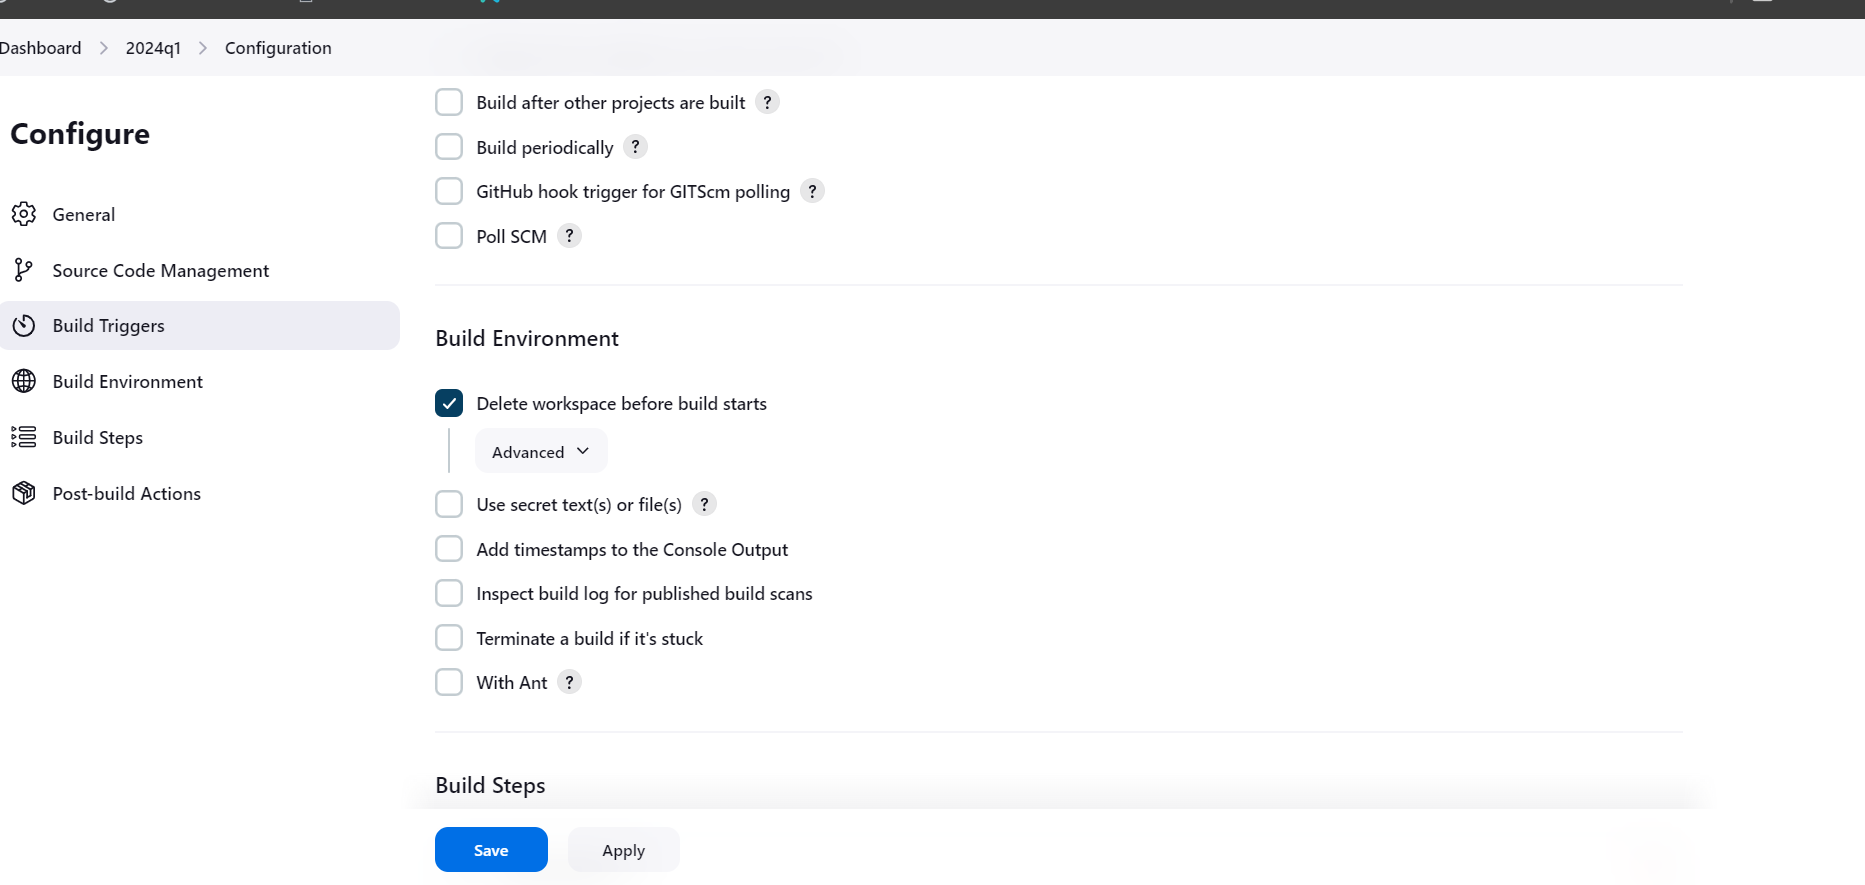 Dashboard > 2024q1 > Configuration
Configure
General
Source Code Management
Build Triggers
Build Environment
Build Steps
Post-build Actions
Build after other projects are built ?
Build periodically ?
GitHub hook trigger for GITScm polling ?
Poll SCM ?
Build Environment
Delete workspace before build starts
Advanced
Use secret text(s) or file(s) ?
Add timestamps to the Console Output
Inspect build log for published build scans
Terminate a build if it's stuck
With Ant ?
Build Steps
Save
Apply